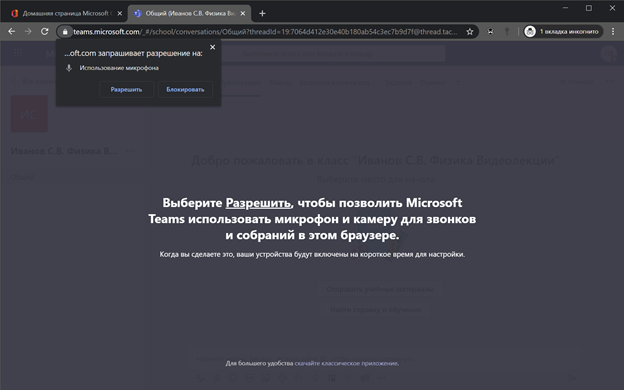 Домашняя страница Microsoft О
Общий (Иванов С.В. Физика Вид
1 вкладка инкогнито
teams.microsoft.com/_#/school/conversations/Общий?threadId=19:7064d412e30e40b180ab54c3ec7b9d7f@thread.tac...
...oft.com запрашивает разрешение на:
Использование микрофона
Разрешить
Блокировать
Иванов С.В. Физика В...
Добро пожаловать в класс "Иванов С.В. Физика Видеолекции"
Выберите Разрешить, чтобы позволить Microsoft
Teams использовать микрофон и камеру для звонков
и собраний в этом браузере.
Когда вы сделаете это, ваши устройства будут включены на короткое время для настройки.
Для большего удобства скачайте классическое приложение.